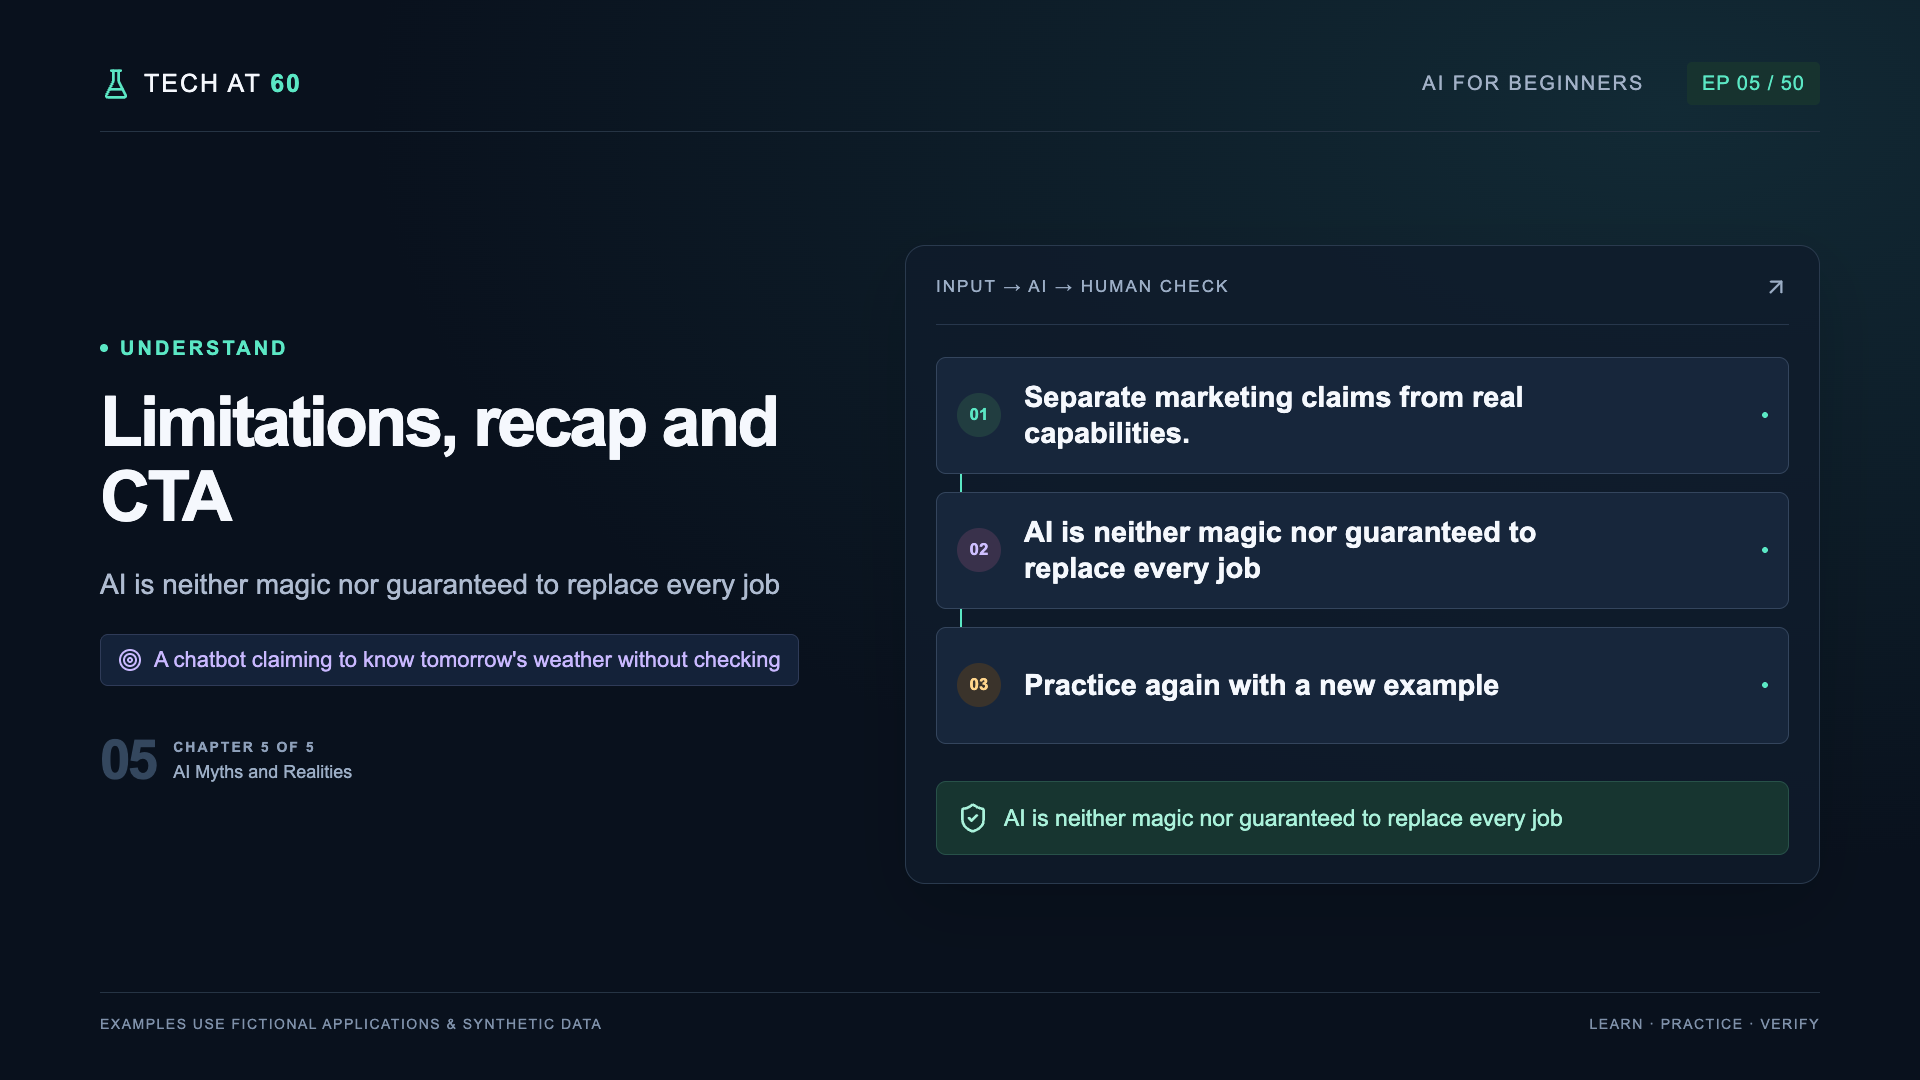 TECH AT 60
AI FOR BEGINNERS
EP 05 / 50
UNDERSTAND
Limitations, recap and
CTA
AI is neither magic nor guaranteed to replace every job
A chatbot claiming to know tomorrow's weather without checking
05
CHAPTER 5 OF 5
AI Myths and Realities
INPUT → AI → HUMAN CHECK
01
Separate marketing claims from real
capabilities.
02
AI is neither magic nor guaranteed to
replace every job
03
Practice again with a new example
AI is neither magic nor guaranteed to replace every job
EXAMPLES USE FICTIONAL APPLICATIONS & SYNTHETIC DATA
LEARN · PRACTICE · VERIFY